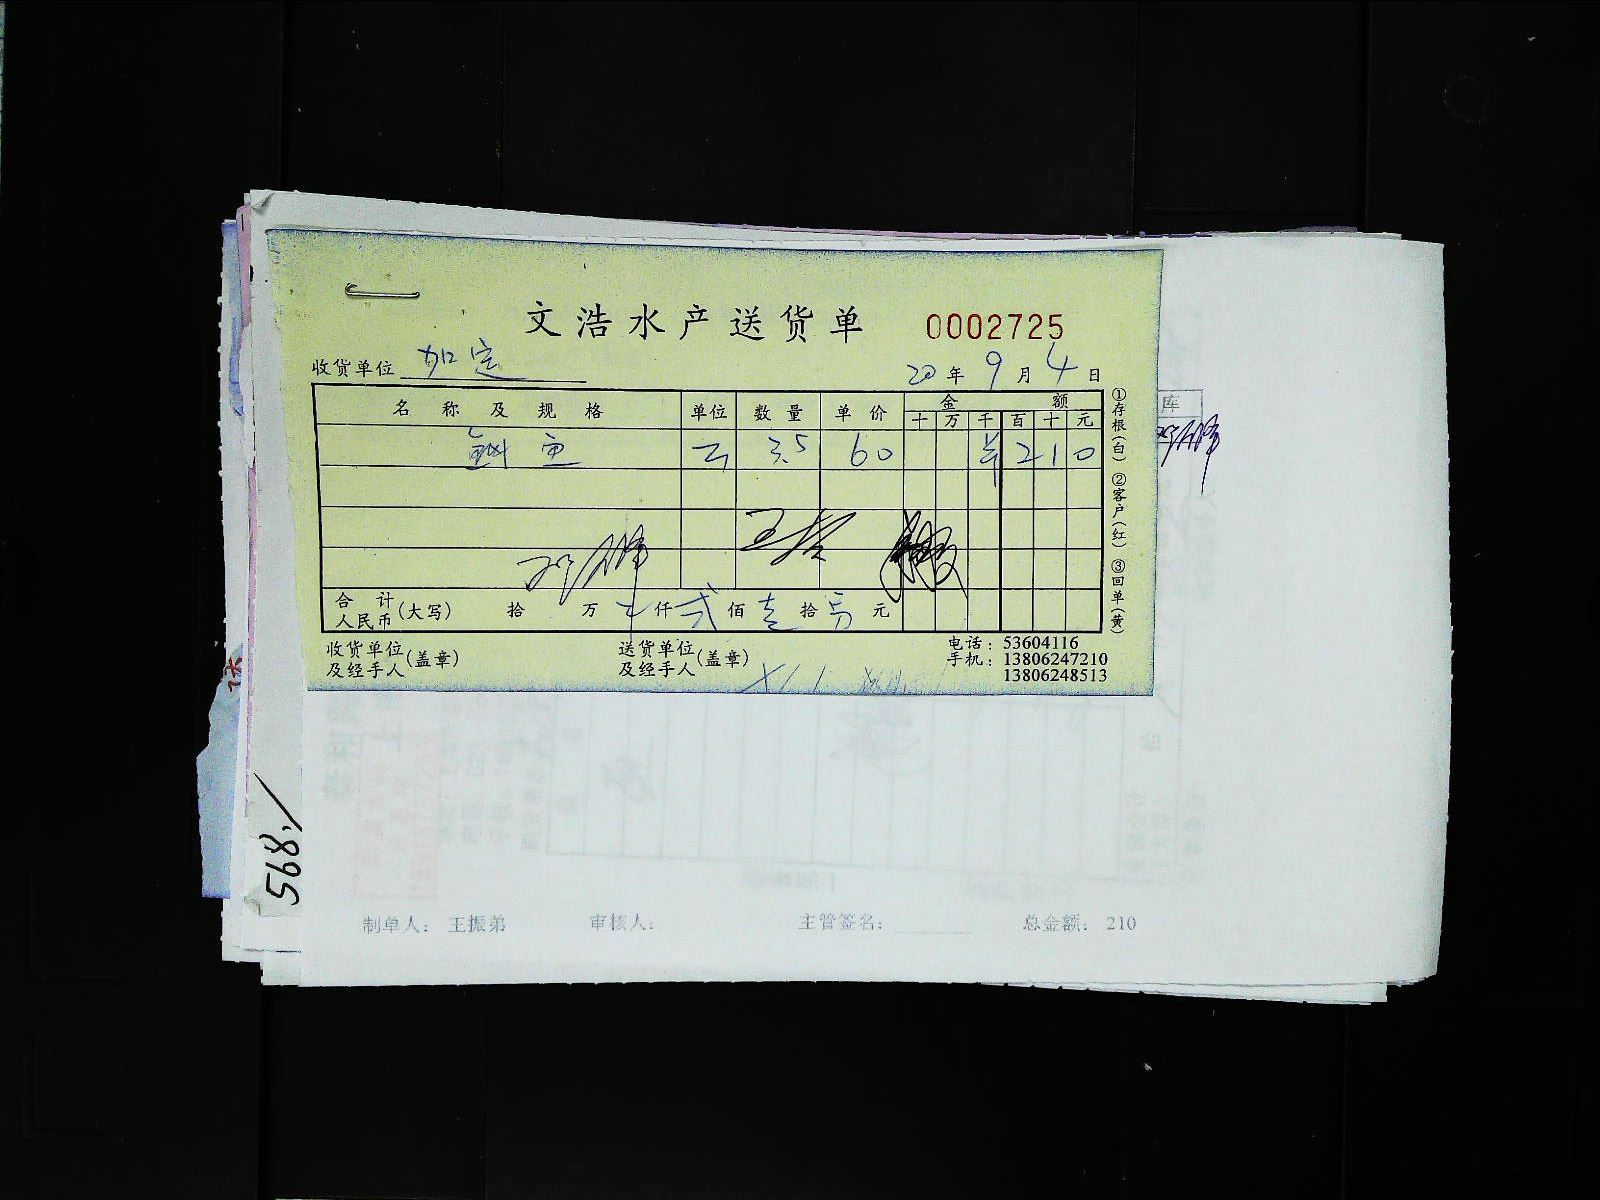 文浩水产送货单 0002725
收货单位 加定 20年9月4日
名称及规格 单位 数量 单价 金额
十 万 千 百 十 元
鱼 3.5 60 ¥ 2 1 0
合计人民币(大写) 拾 万 仟 贰 佰 壹 拾 元
收货单位及经手人(盖章) 送货单位及经手人(盖章)
电话：53604116
手机：13806247210
13806248513
①存根(白) ②客户(红) ③回单(黄)
库
568
制单人： 王振弟 审核人： 主管签名： 总金额： 210